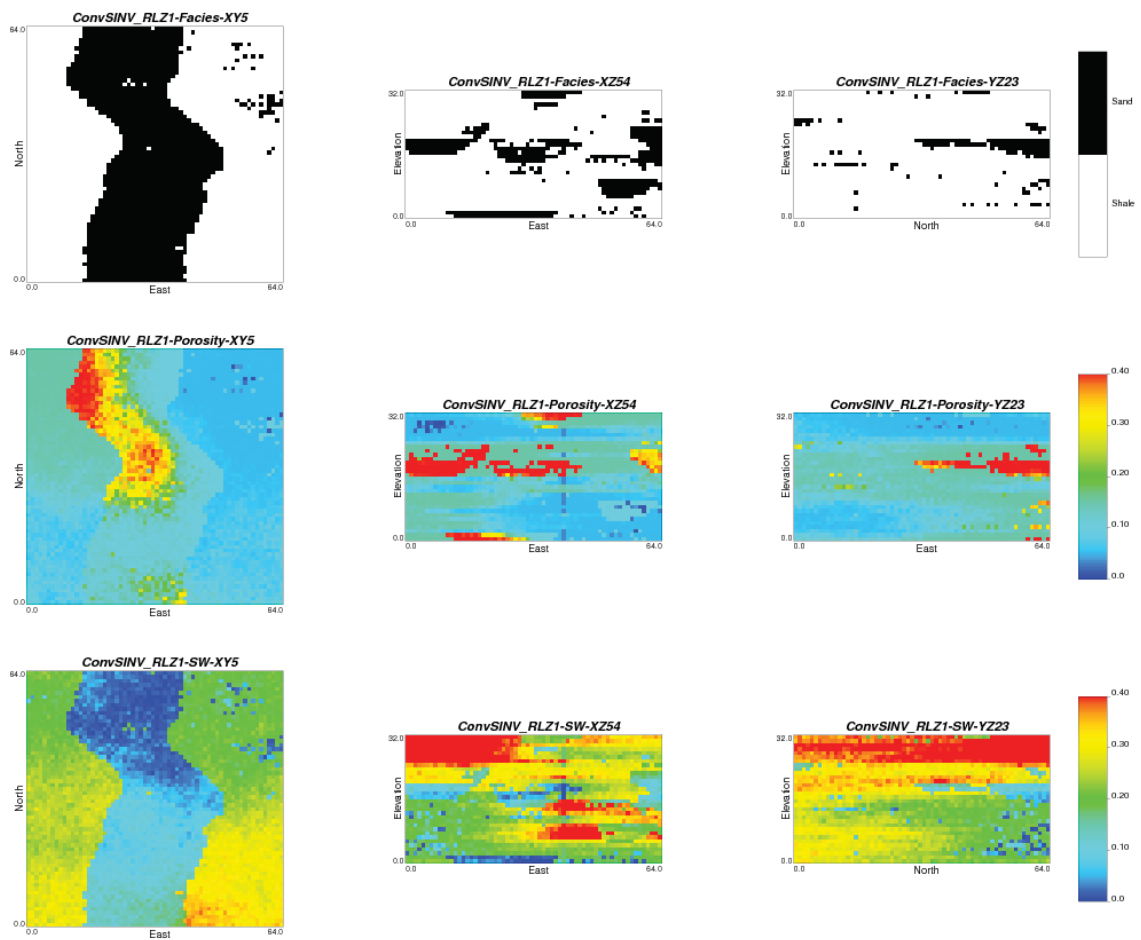 ConvSINV_RLZ1-Facies-XY5
64.0
North
0.0
0.0
East
64.0
ConvSINV_RLZ1-Facies-XZ54
32.0
Elevation
0.0
0.0
East
64.0
ConvSINV_RLZ1-Facies-YZ23
32.0
Elevation
0.0
0.0
North
64.0
Sand
Shale
ConvSINV_RLZ1-Porosity-XY5
64.0
North
0.0
0.0
East
64.0
ConvSINV_RLZ1-Porosity-XZ54
32.0
Elevation
0.0
0.0
East
64.0
ConvSINV_RLZ1-Porosity-YZ23
32.0
Elevation
0.0
0.0
East
64.0
0.40
0.30
0.20
0.10
0.0
ConvSINV_RLZ1-SW-XY5
64.0
North
0.0
0.0
East
64.0
ConvSINV_RLZ1-SW-XZ54
32.0
Elevation
0.0
0.0
East
64.0
ConvSINV_RLZ1-SW-YZ23
32.0
Elevation
0.0
0.0
North
64.0
0.40
0.30
0.20
0.10
0.0